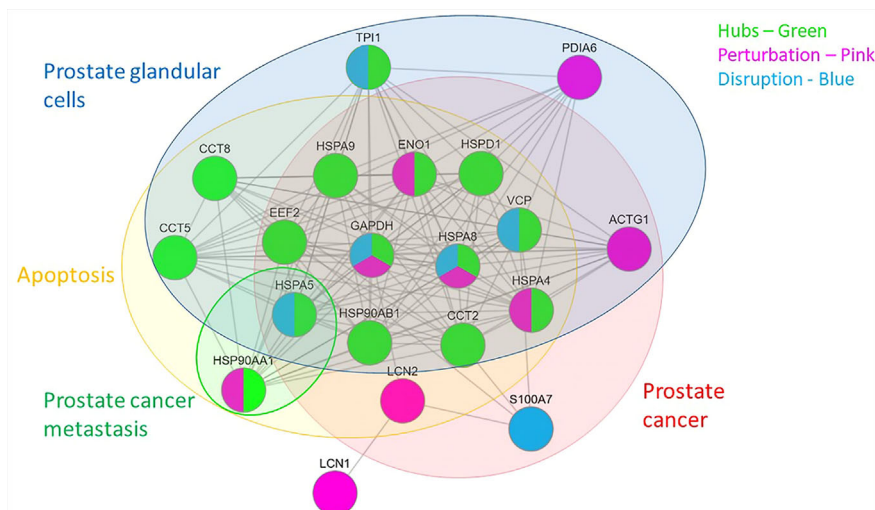 TPI1
PDIA6
Hubs – Green
Perturbation – Pink
Disruption - Blue
Prostate glandular
cells
CCT8
HSPA9
ENO1
HSPD1
EEF2
GAPDH
HSPA8
VCP
ACTG1
CCT5
Apoptosis
HSPA5
HSP90AB1
CCT2
HSPA4
HSP90AA1
LCN2
Prostate cancer
metastasis
S100A7
Prostate
cancer
LCN1